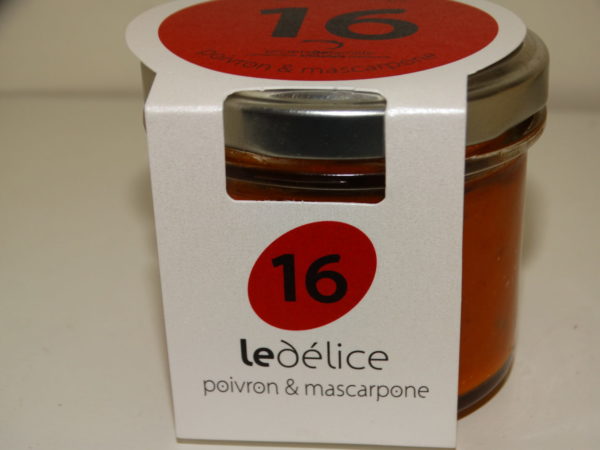 16
poivron & mascarpone
16
ledélice
poivron & mascarpone